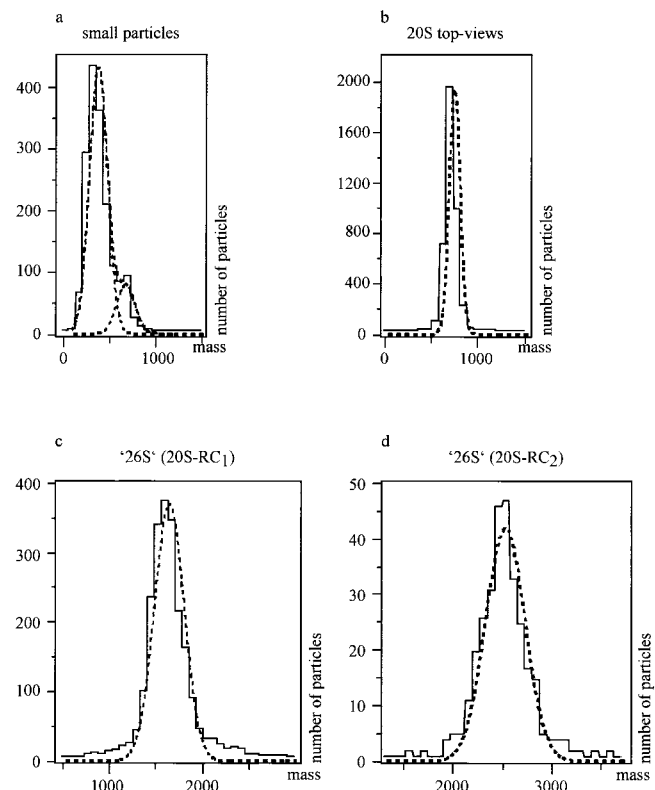 a
small particles
400
300
200
100
0
0
1000
mass
number of particles
b
20S top-views
2000
1600
1200
800
400
0
0
1000
mass
number of particles
c
‘26S‘ (20S-RC1)
400
300
200
100
0
1000
2000
mass
number of particles
d
‘26S‘ (20S-RC2)
50
40
30
20
10
0
2000
3000
mass
number of particles